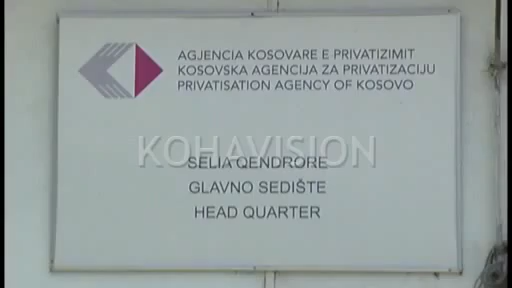 AGJENCIA KOSOVARE E PRIVATIZIMIT
KOSOVSKA AGENCIJA ZA PRIVATIZACIJU
PRIVATISATION AGENCY OF KOSOVO
KOHAVISION
SELIA QENDRORE
GLAVNO SEDIŠTE
HEAD QUARTER